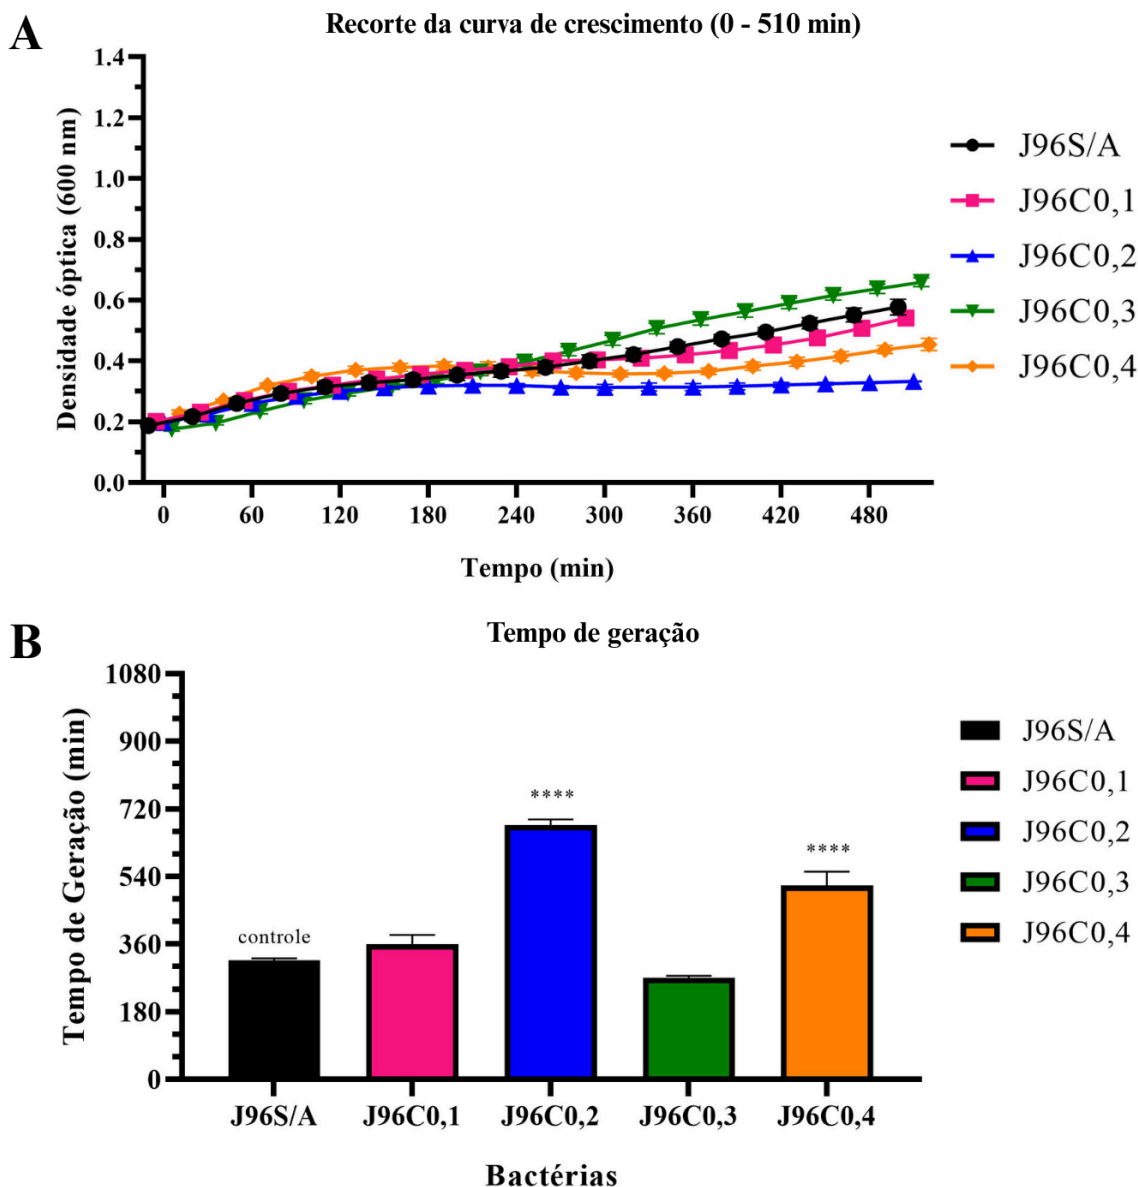 A
Recorte da curva de crescimento (0 - 510 min)
Densidade óptica (600 nm)
1.4
1.2
1.0
0.8
0.6
0.4
0.2
0.0
0 60 120 180 240 300 360 420 480
Tempo (min)
J96S/A
J96C0,1
J96C0,2
J96C0,3
J96C0,4
B
Tempo de geração
Tempo de Geração (min)
1080
900
720
540
360
180
0
controle
****
****
J96S/A J96C0,1 J96C0,2 J96C0,3 J96C0,4
Bactérias
J96S/A
J96C0,1
J96C0,2
J96C0,3
J96C0,4